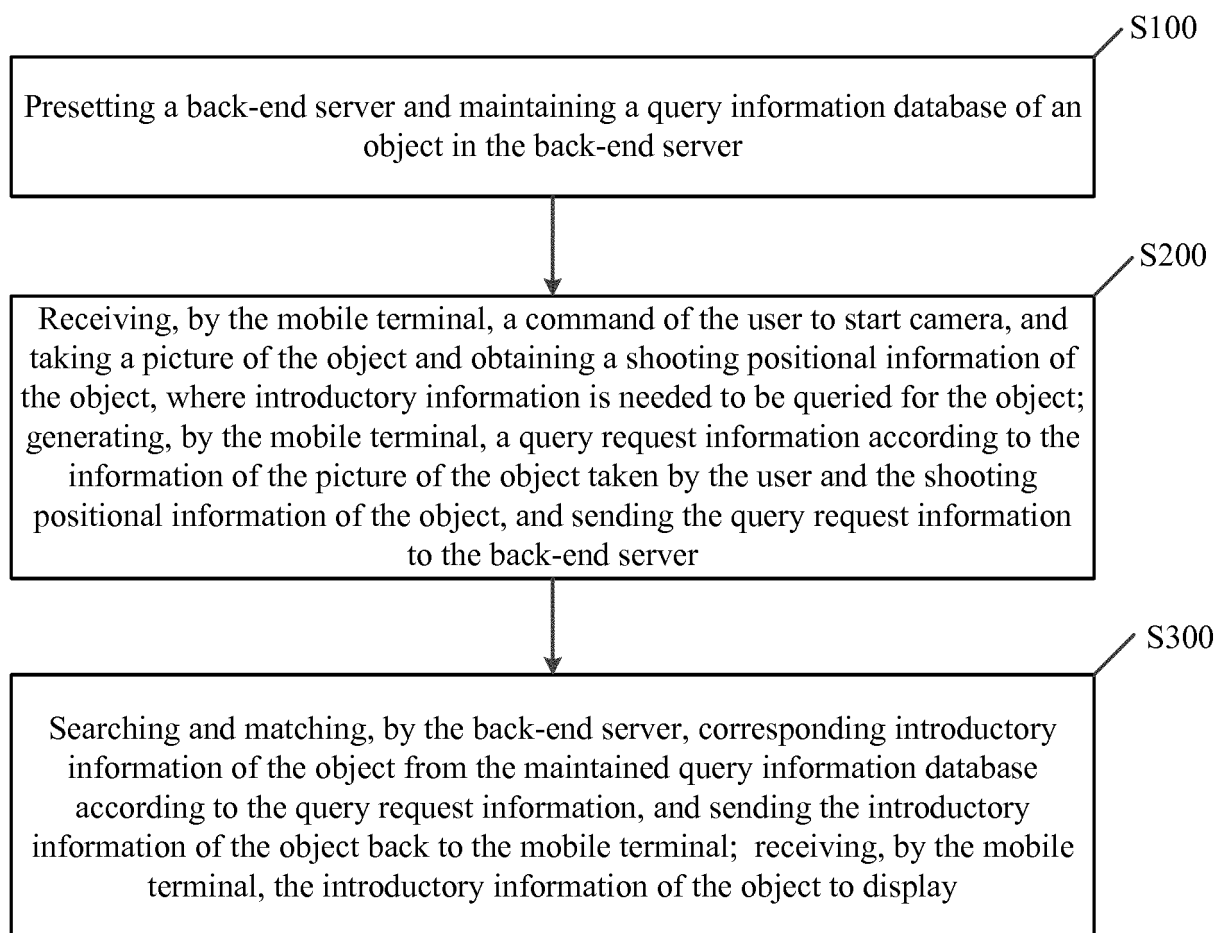 S100
Presetting a back-end server and maintaining a query information database of an
object in the back-end server
S200
Receiving, by the mobile terminal, a command of the user to start camera, and
taking a picture of the object and obtaining a shooting positional information of
the object, where introductory information is needed to be queried for the object;
generating, by the mobile terminal, a query request information according to the
information of the picture of the object taken by the user and the shooting
positional information of the object, and sending the query request information
to the back-end server
S300
Searching and matching, by the back-end server, corresponding introductory
information of the object from the maintained query information database
according to the query request information, and sending the introductory
information of the object back to the mobile terminal; receiving, by the mobile
terminal, the introductory information of the object to display